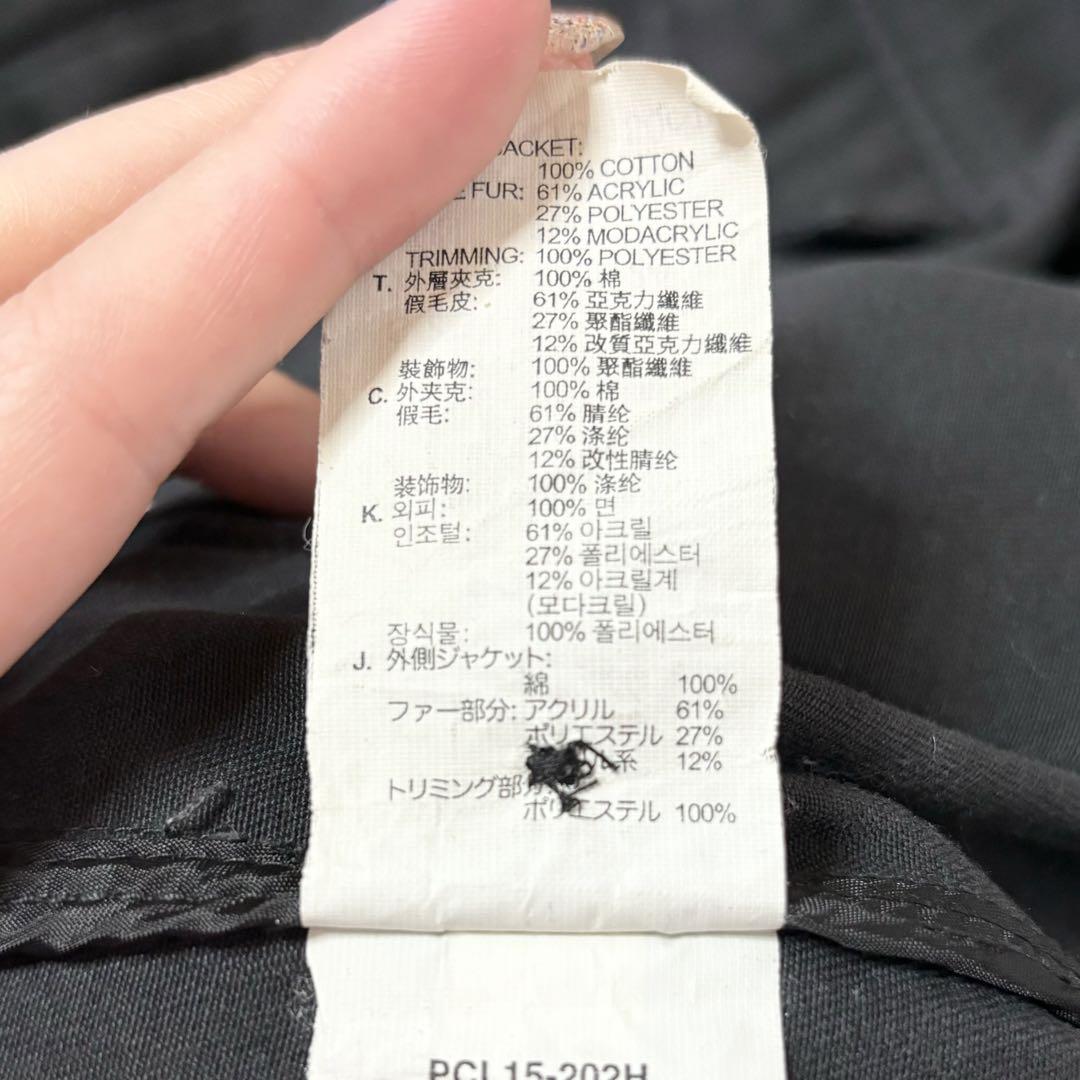 JACKET:
100% COTTON
FUR: 61% ACRYLIC
27% POLYESTER
12% MODACRYLIC
TRIMMING: 100% POLYESTER
T. 外層夾克: 100% 棉
假毛皮: 61% 亞克力纖維
27% 聚酯纖維
12% 改質亞克力纖維
裝飾物: 100% 聚酯纖維
C. 外夹克: 100% 棉
假毛: 61% 腈纶
27% 涤纶
12% 改性腈纶
装饰物: 100% 涤纶
K. 외피: 100% 면
인조털: 61% 아크릴
27% 폴리에스터
12% 아크릴계
(모다크릴)
장식물: 100% 폴리에스터
J. 外側ジャケット:
綿 100%
ファー部分: アクリル 61%
ポリエステル 27%
系 12%
トリミング部分:
ポリエステル 100%
PCL15-202H